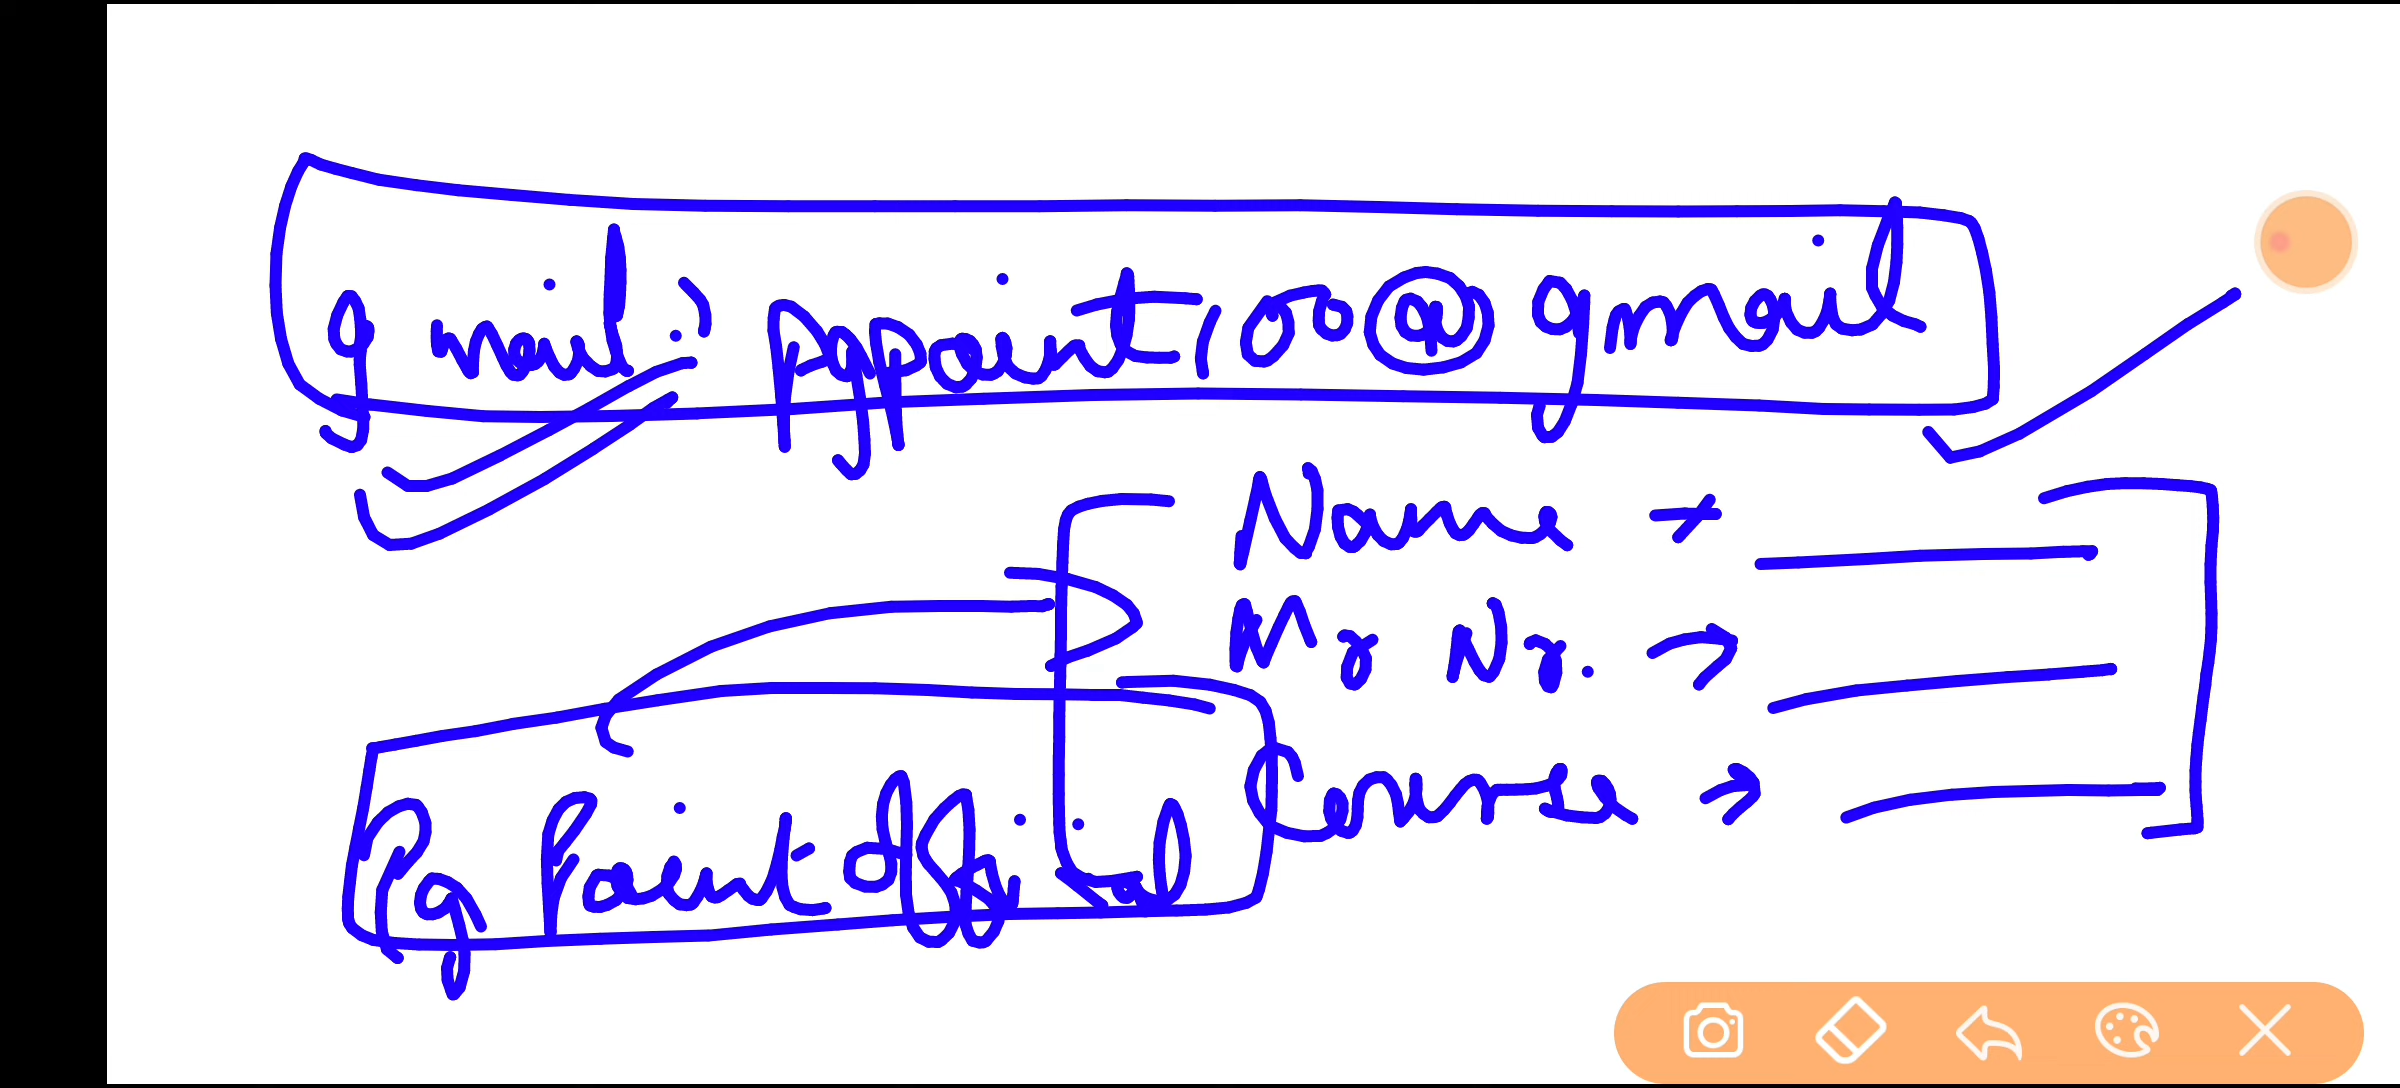 gmail: pgpoint100@gmail
Name →
Mo No. →
Course →
Pg Point official